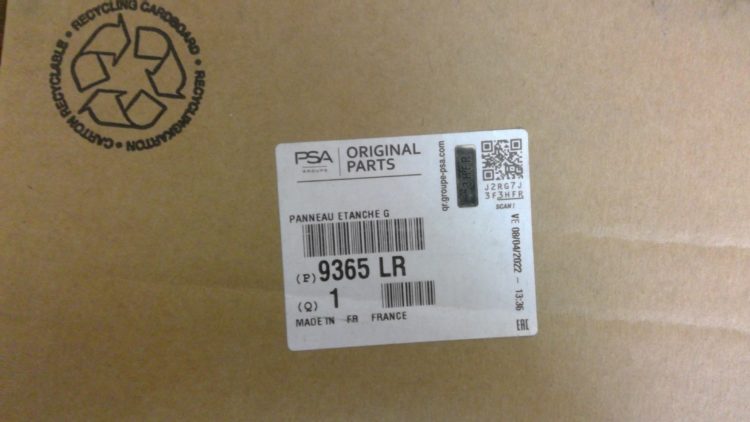 RECYCLING CARDBOARD • RECYCLINGKARTON • CARTON RECYCLABLE •
PSA
GROUPE
ORIGINAL
PARTS
qr.groupe-psa.com
J2RG7J
3F3HFR
SCAN!
PANNEAU ETANCHE G
(P) 9365 LR
(Q) 1
MADE IN FR FRANCE
VE 08/04/2022 - 13:36
EAC